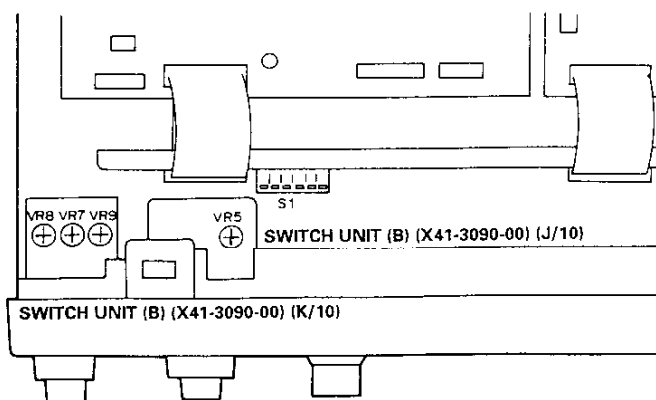 S1
VR8 VR7 VR9
VR5
SWITCH UNIT (B) (X41-3090-00) (J/10)
SWITCH UNIT (B) (X41-3090-00) (K/10)